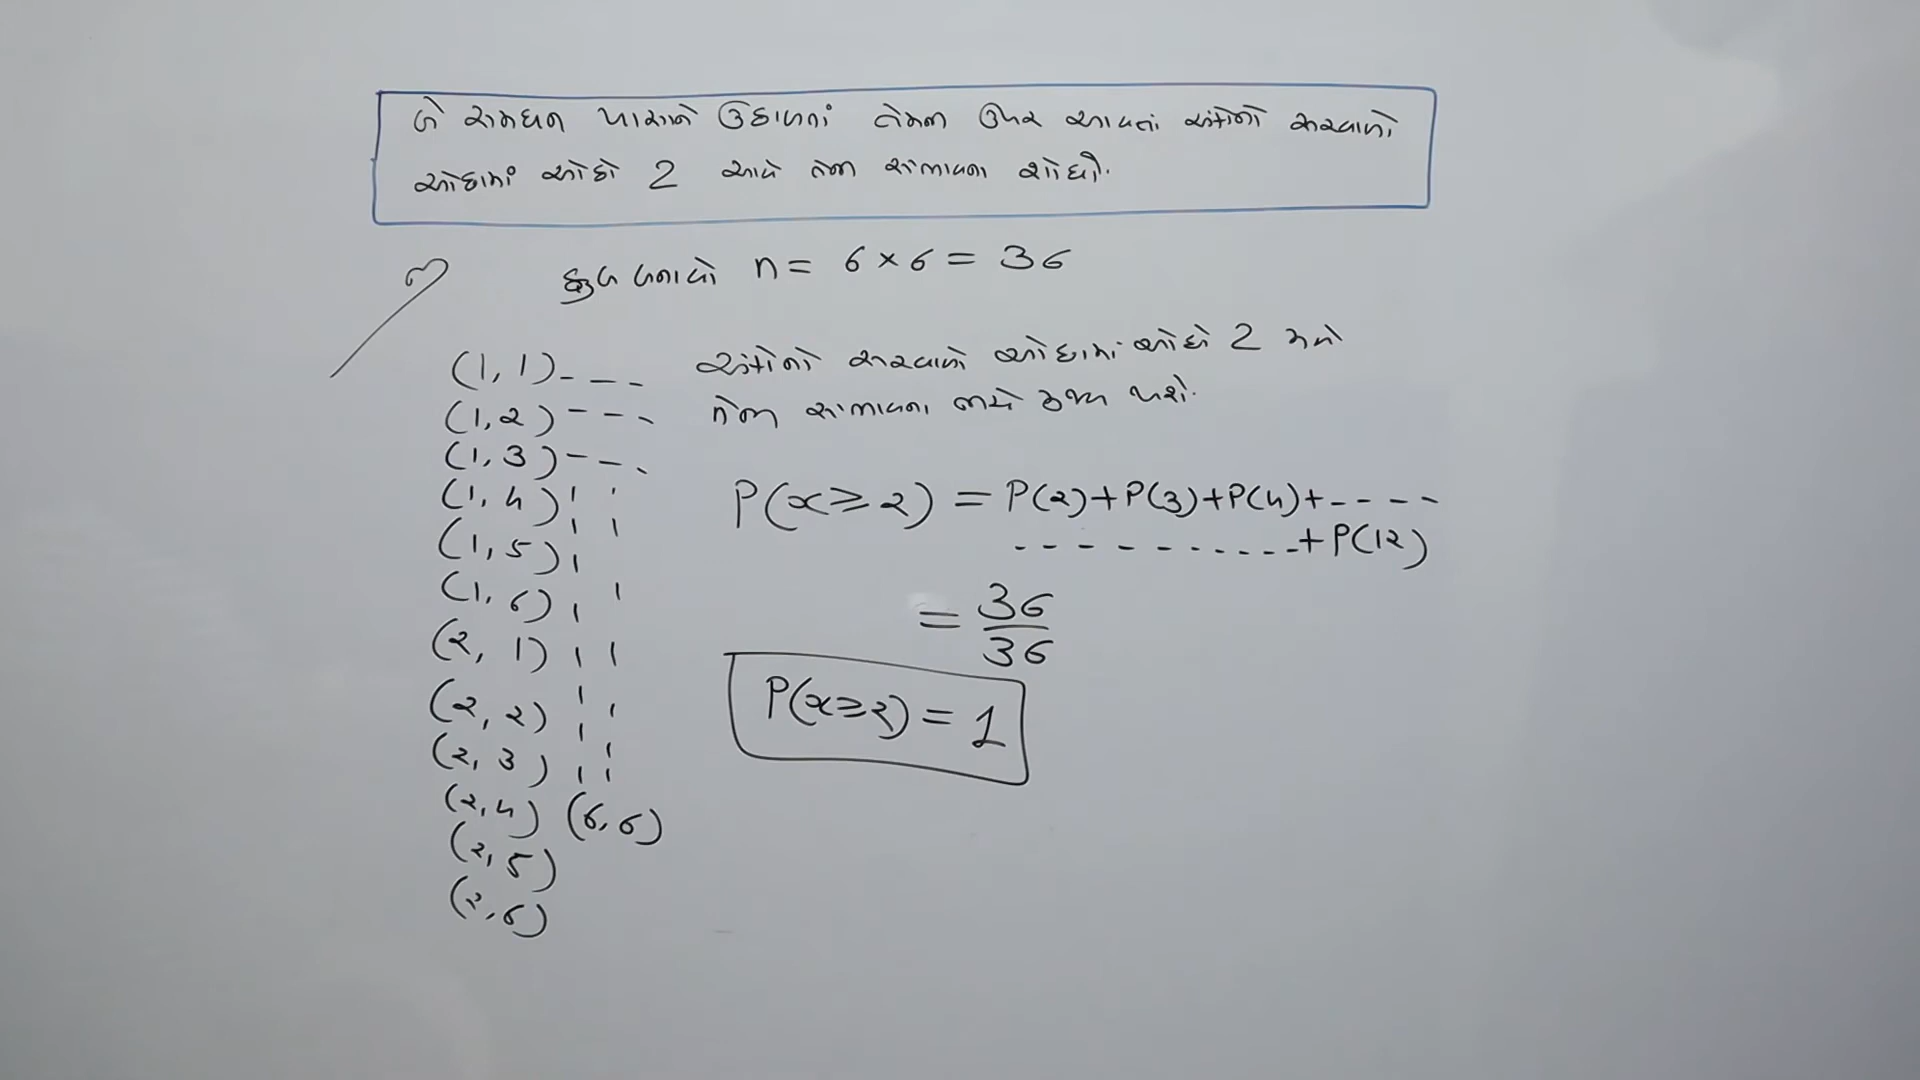 બે સમઘન પાસાને ઉછાળતાં તેમના ઉપર આવતાં અંકોનો સરવાળો
ઓછામાં ઓછો 2 આવે તેની સંભાવના શોધો.
કુલ બનાવો n = 6 × 6 = 36
(1, 1) - - -
અંકોનો સરવાળો ઓછામાં ઓછો 2 મળે
(1, 2) - - -
તેની સંભાવના
(1, 3) - - -
(1, 4)
P(x ≥ 2) = P(2) + P(3) + P(4) + - - - -
(1, 5)
- - - - - - - - - - + P(12)
(1, 6)
= 36/36
(2, 1)
(2, 2)
P(x ≥ 2) = 1
(2, 3)
(2, 4) (6, 6)
(2, 5)
(2, 6)